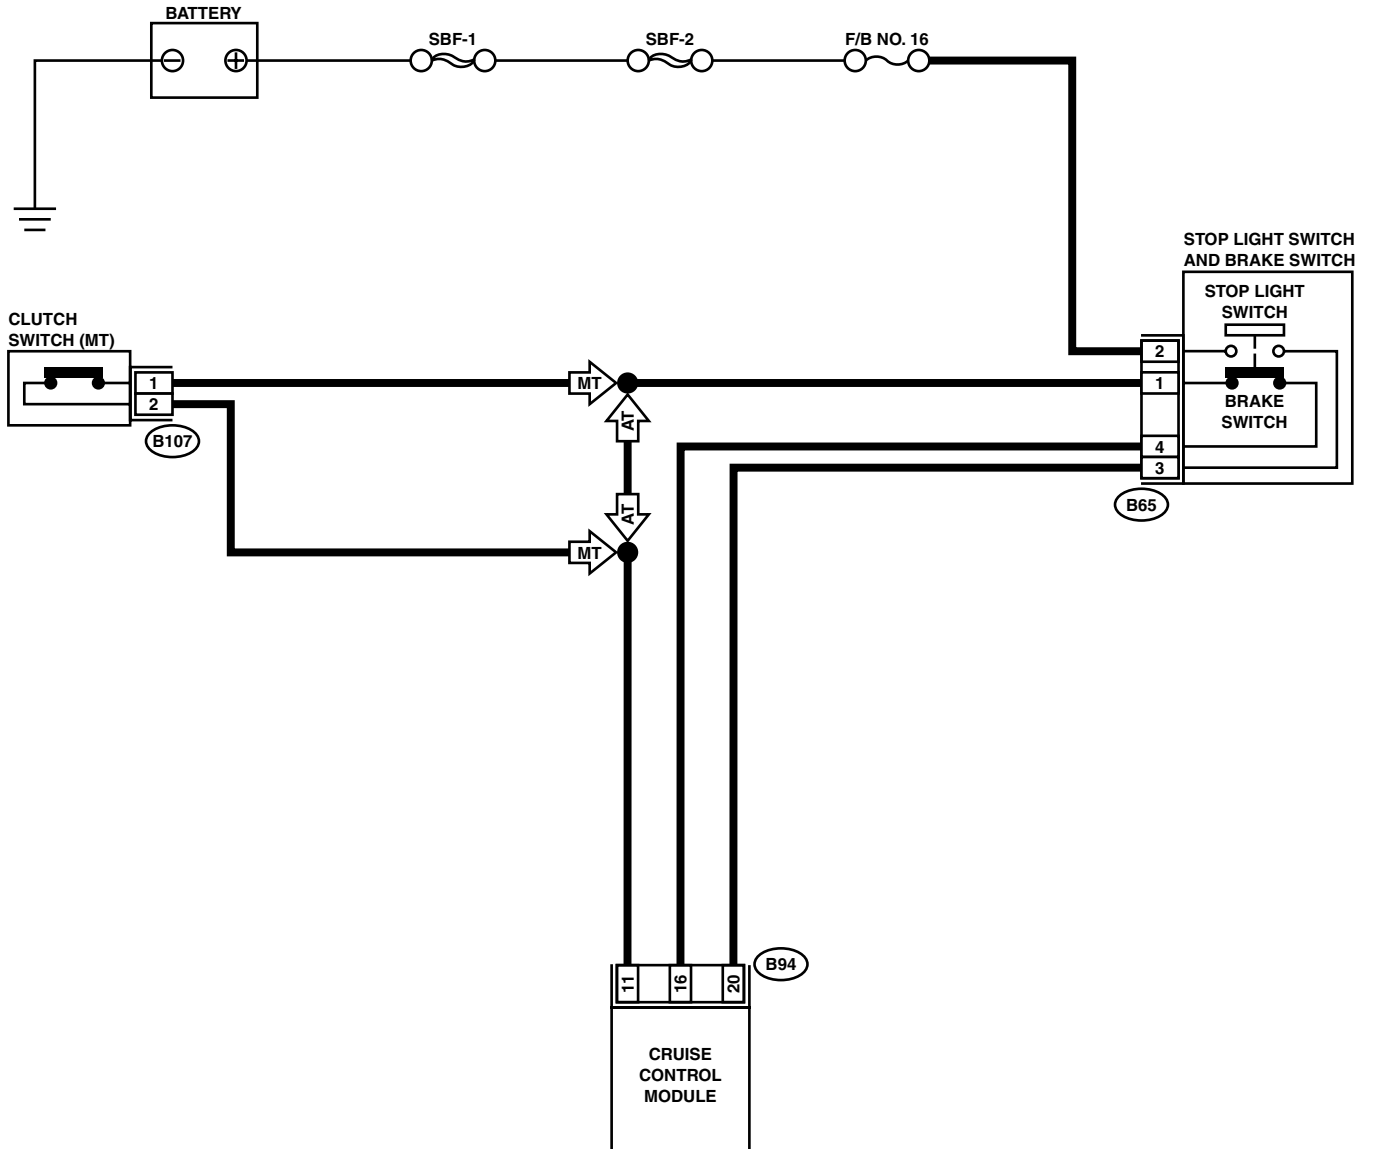 BATTERY
SBF-1
SBF-2
F/B NO. 16
STOP LIGHT SWITCH
AND BRAKE SWITCH
STOP LIGHT
SWITCH
BRAKE
SWITCH
2
1
4
3
B65
CLUTCH
SWITCH (MT)
1
2
B107
MT
AT
AT
MT
B94
11
16
20
CRUISE
CONTROL
MODULE